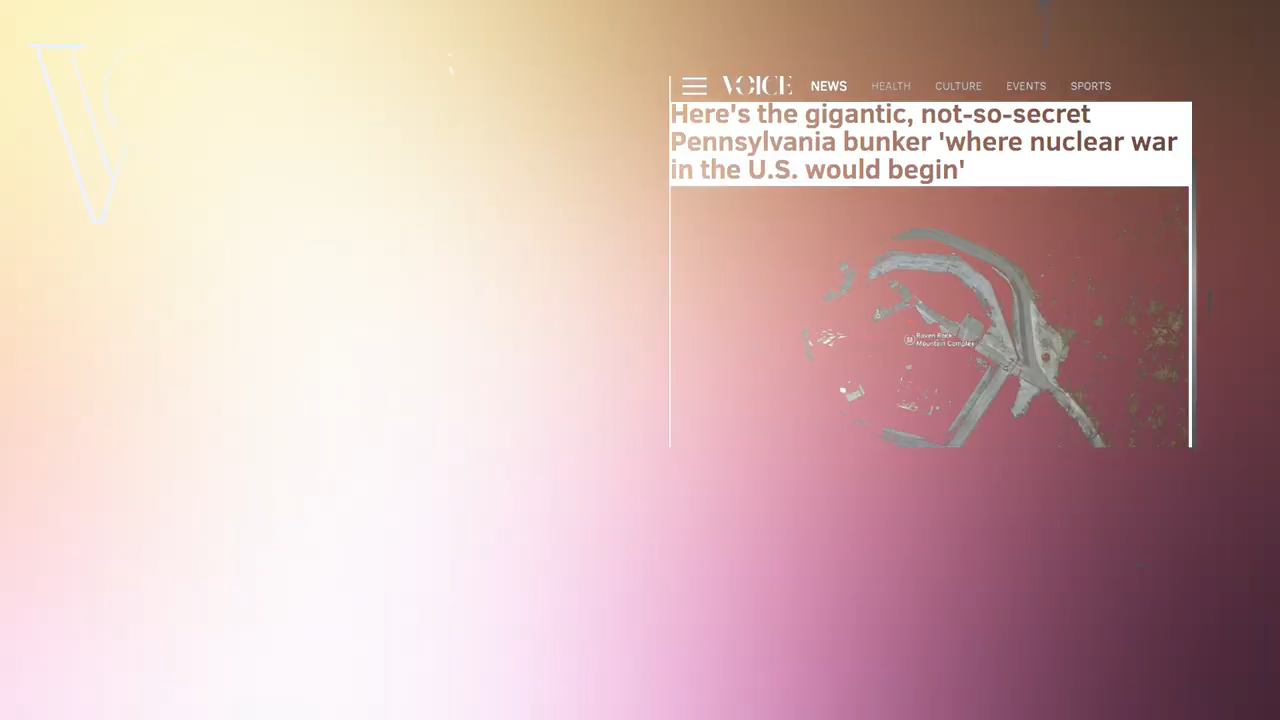 V
VOICE NEWS HEALTH CULTURE EVENTS SPORTS
Here's the gigantic, not-so-secret
Pennsylvania bunker 'where nuclear war
in the U.S. would begin'
Raven Rock
Mountain Complex